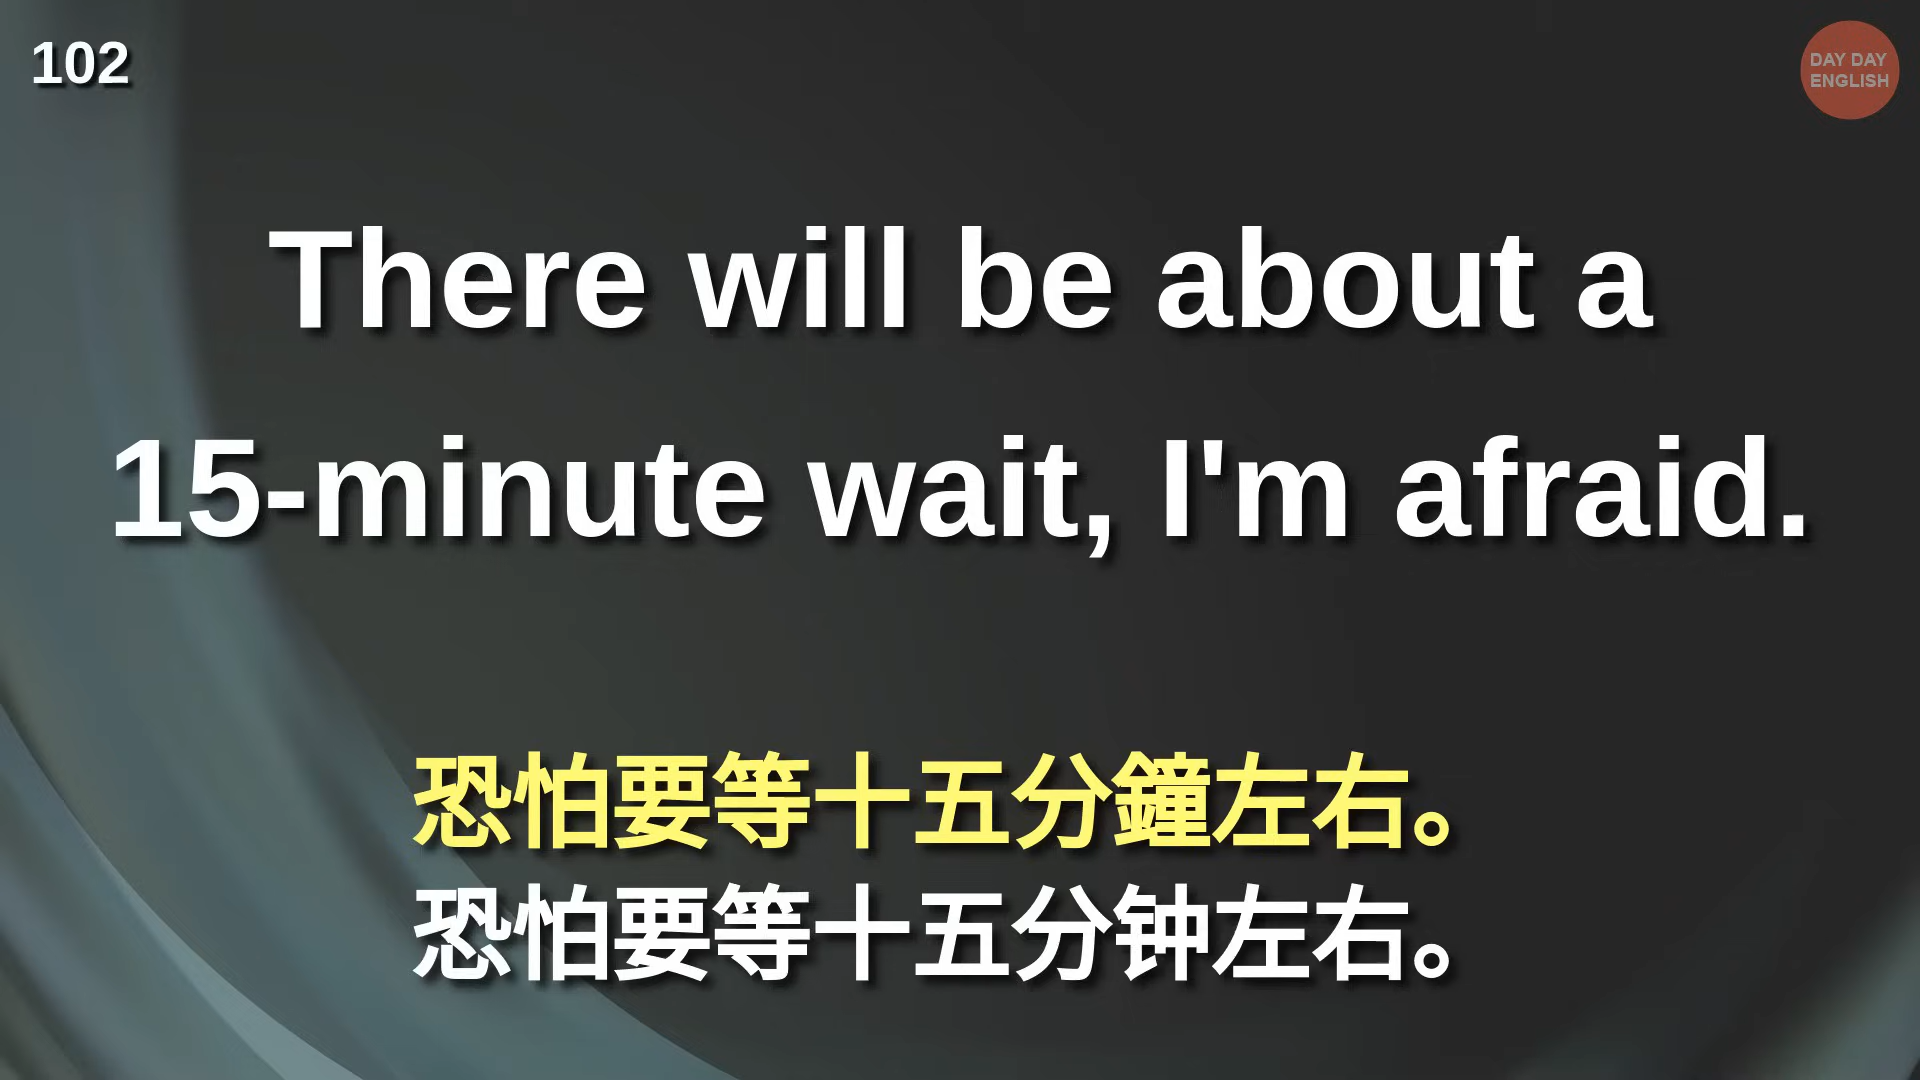 102
DAY DAY
ENGLISH
There will be about a
15-minute wait, I'm afraid.
恐怕要等十五分鐘左右。
恐怕要等十五分钟左右。